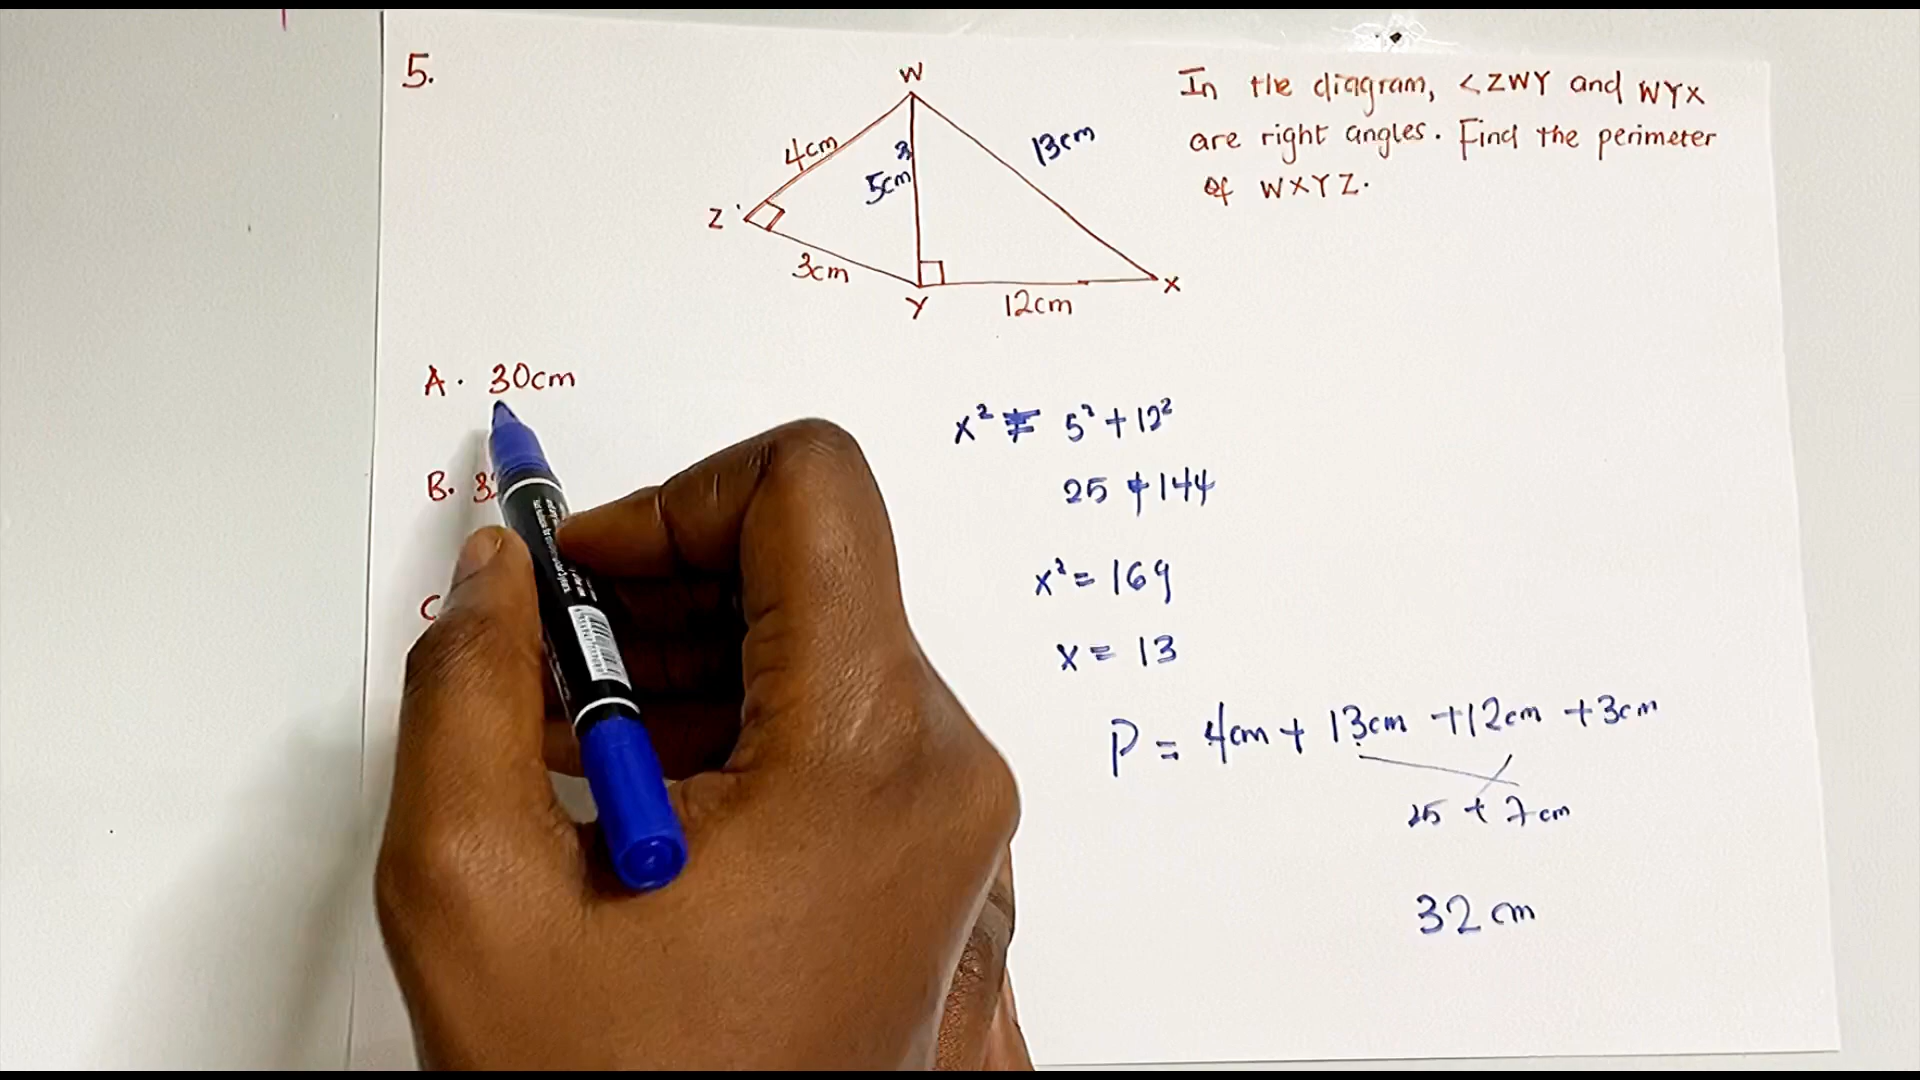 5.
In the diagram, <ZWY and WYX
are right angles. Find the perimeter
of WXYZ.
W
4cm
5cm
13cm
Z
3cm
Y
12cm
X
A. 30cm
B. 3
C
x² = 5² + 12²
25 + 144
x² = 169
x = 13
P = 4cm + 13cm + 12cm + 3cm
25 + 7cm
32 cm